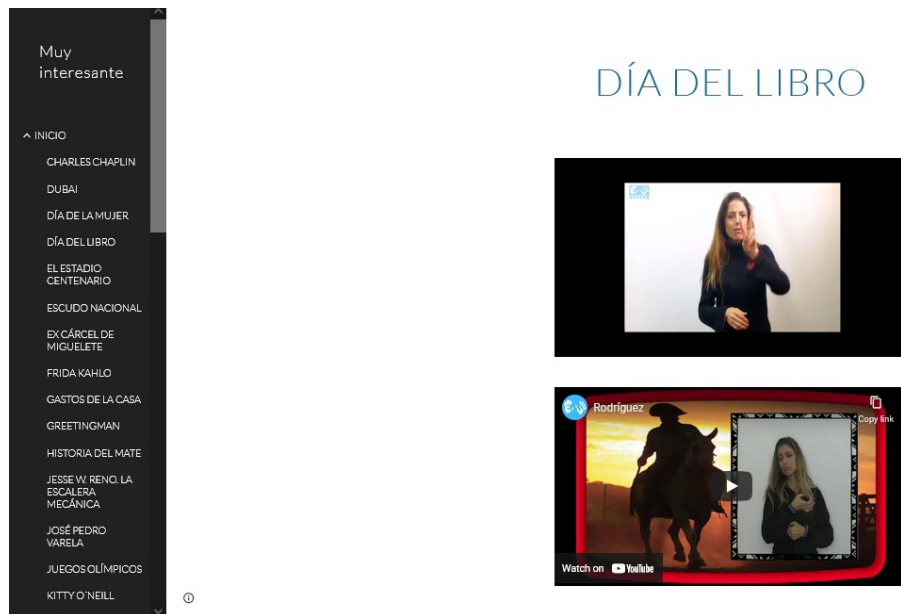 Muy
interesante
INICIO
CHARLES CHAPLIN
DUBAI
DÍA DE LA MUJER
DÍA DEL LIBRO
EL ESTADIO
CENTENARIO
ESCUDO NACIONAL
EX CÁRCEL DE
MIGUELETE
FRIDA KAHLO
GASTOS DE LA CASA
GREETINGMAN
HISTORIA DEL MATE
JESSE W. RENO. LA
ESCALERA
MECÁNICA
JOSÉ PEDRO
VARELA
JUEGOS OLÍMPICOS
KITTY O'NEILL
DÍA DEL LIBRO
Rodríguez
Copy link
Watch on YouTube